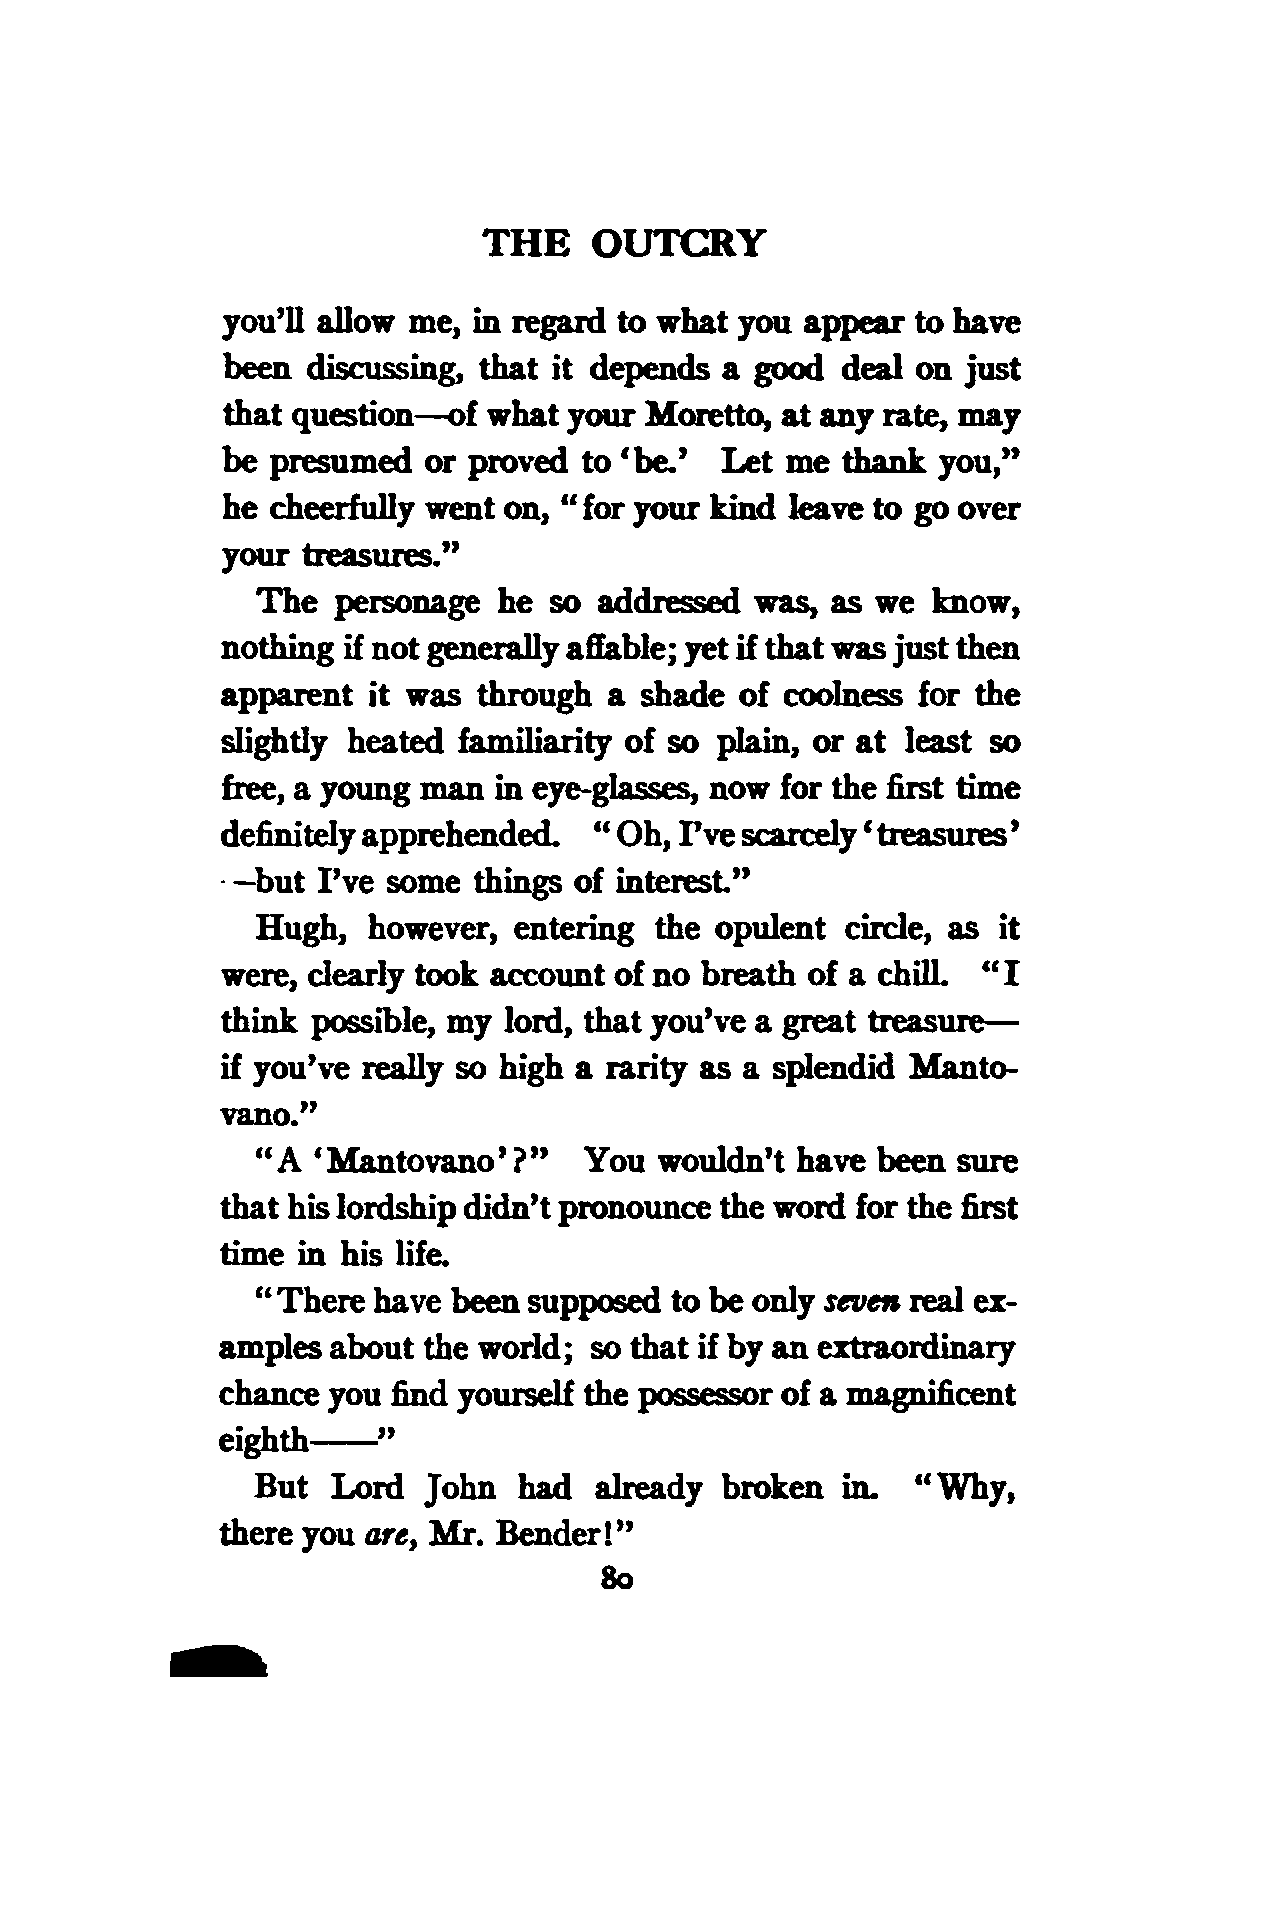 THE OUTCRY
you'll allow me, in regard to what you appear to have
been discussing, that it depends a good deal on just
that question—of what your Moretto, at any rate, may
be presumed or proved to ‘be.’ Let me thank you,”
he cheerfully went on, “for your kind leave to go over
your treasures.”
The personage he so addressed was, as we know,
nothing if not generally affable; yet if that was just then
apparent it was through a shade of coolness for the
slightly heated familiarity of so plain, or at least so
free, a young man in eye-glasses, now for the first time
definitely apprehended. “Oh, I've scarcely ‘treasures’
—but I've some things of interest.”
Hugh, however, entering the opulent circle, as it
were, clearly took account of no breath of a chill. “I
think possible, my lord, that you've a great treasure—
if you've really so high a rarity as a splendid Manto-
vano.”
“A ‘Mantovano’?” You wouldn't have been sure
that his lordship didn't pronounce the word for the first
time in his life.
“There have been supposed to be only seven real ex-
amples about the world; so that if by an extraordinary
chance you find yourself the possessor of a magnificent
eighth——”
But Lord John had already broken in. “Why,
there you are, Mr. Bender!”
80